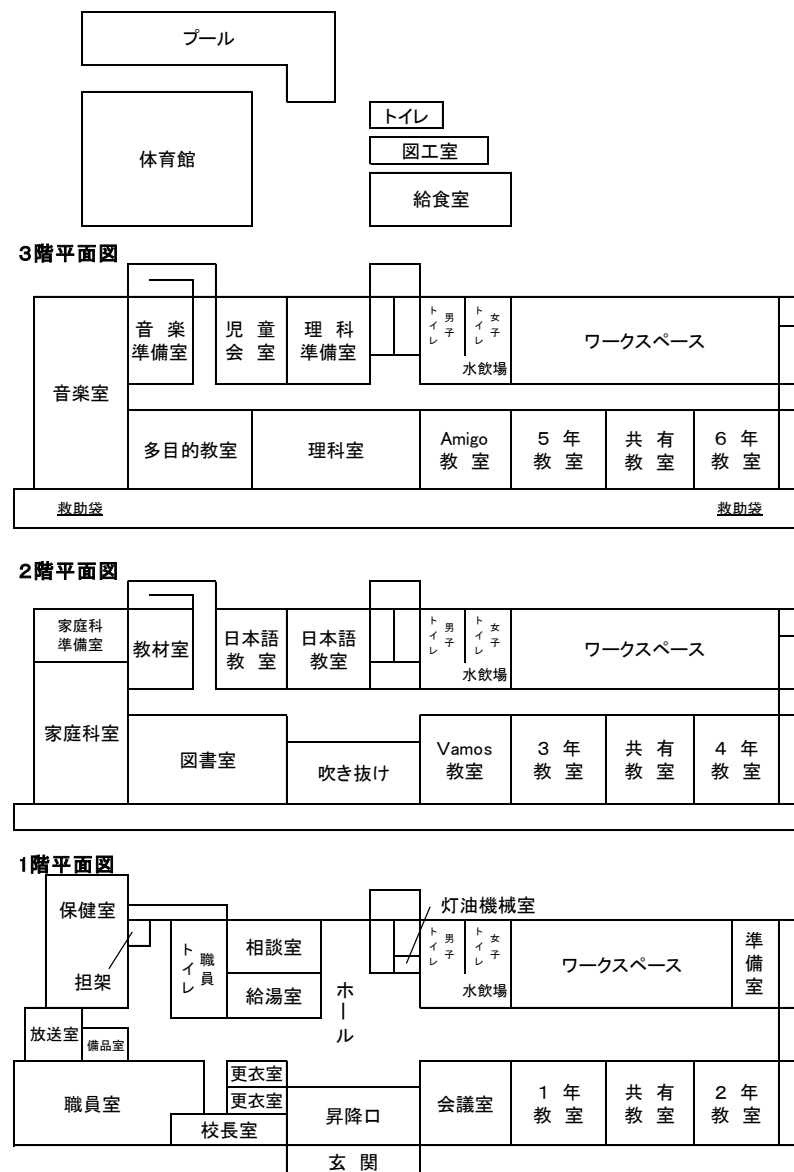 プール
トイレ
図工室
体育館
給食室
3階平面図
音楽
準備室
児童
会室
理科
準備室
男子
トイレ
女子
トイレ
水飲場
ワークスペース
音楽室
多目的教室
理科室
Amigo
教室
5年
教室
共有
教室
6年
教室
救助袋
救助袋
2階平面図
家庭科
準備室
教材室
日本語
教室
日本語
教室
男子
トイレ
女子
トイレ
水飲場
ワークスペース
家庭科室
図書室
吹き抜け
Vamos
教室
3年
教室
共有
教室
4年
教室
1階平面図
保健室
担架
職員
トイレ
相談室
給湯室
ホール
灯油機械室
男子
トイレ
女子
トイレ
水飲場
ワークスペース
準備室
放送室
備品室
職員室
更衣室
更衣室
校長室
昇降口
会議室
1年
教室
共有
教室
2年
教室
玄関